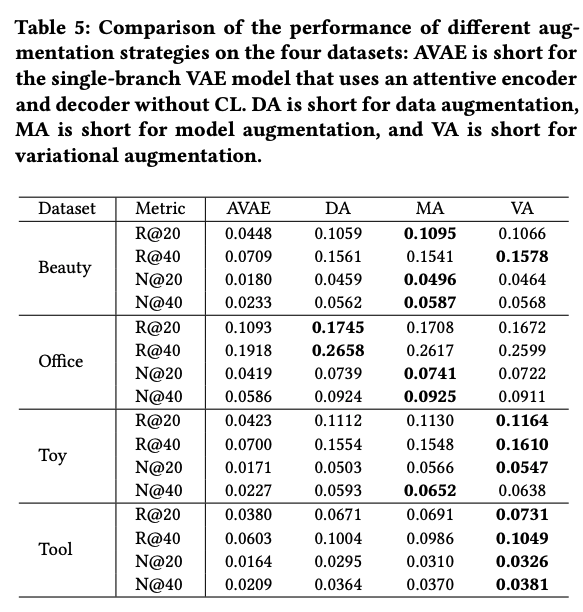 Table 5: Comparison of the performance of different aug-
mentation strategies on the four datasets: AVAE is short for
the single-branch VAE model that uses an attentive encoder
and decoder without CL. DA is short for data augmentation,
MA is short for model augmentation, and VA is short for
variational augmentation.
Dataset Metric AVAE DA MA VA
R@20 0.0448 0.1059 0.1095 0.1066
R@40 0.0709 0.1561 0.1541 0.1578
Beauty
N@20 0.0180 0.0459 0.0496 0.0464
N@40 0.0233 0.0562 0.0587 0.0568
R@20 0.1093 0.1745 0.1708 0.1672
R@40 0.1918 0.2658 0.2617 0.2599
Office
N@20 0.0419 0.0739 0.0741 0.0722
N@40 0.0586 0.0924 0.0925 0.0911
R@20 0.0423 0.1112 0.1130 0.1164
R@40 0.0700 0.1554 0.1548 0.1610
Toy
N@20 0.0171 0.0503 0.0566 0.0547
N@40 0.0227 0.0593 0.0652 0.0638
R@20 0.0380 0.0671 0.0691 0.0731
R@40 0.0603 0.1004 0.0986 0.1049
Tool
N@20 0.0164 0.0295 0.0310 0.0326
N@40 0.0209 0.0364 0.0370 0.0381